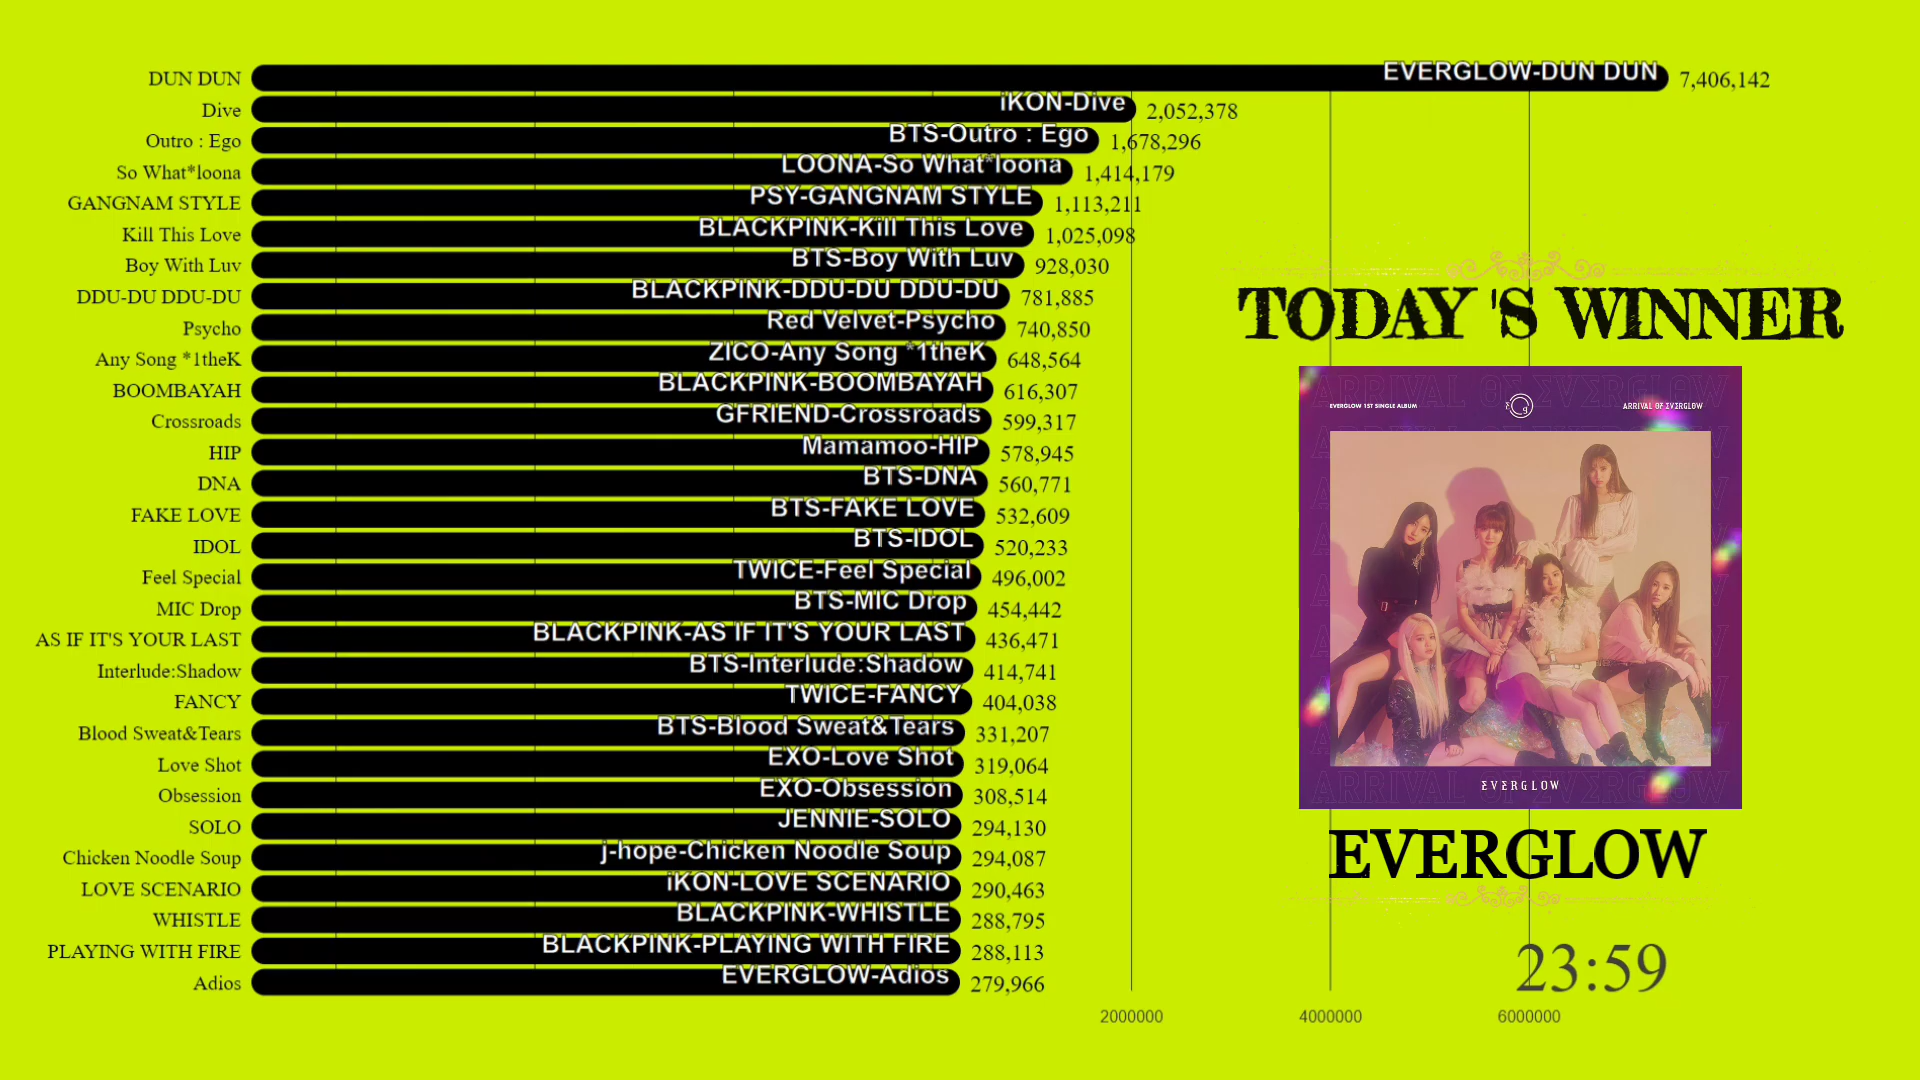 DUN DUN EVERGLOW-DUN DUN 7,406,142
Dive iKON-Dive 2,052,378
Outro : Ego BTS-Outro : Ego 1,678,296
So What*loona LOONA-So What*loona 1,414,179
GANGNAM STYLE PSY-GANGNAM STYLE 1,113,211
Kill This Love BLACKPINK-Kill This Love 1,025,098
Boy With Luv BTS-Boy With Luv 928,030
DDU-DU DDU-DU BLACKPINK-DDU-DU DDU-DU 781,885
Psycho Red Velvet-Psycho 740,850
Any Song *1theK ZICO-Any Song *1theK 648,564
BOOMBAYAH BLACKPINK-BOOMBAYAH 616,307
Crossroads GFRIEND-Crossroads 599,317
HIP Mamamoo-HIP 578,945
DNA BTS-DNA 560,771
FAKE LOVE BTS-FAKE LOVE 532,609
IDOL BTS-IDOL 520,233
Feel Special TWICE-Feel Special 496,002
MIC Drop BTS-MIC Drop 454,442
AS IF IT'S YOUR LAST BLACKPINK-AS IF IT'S YOUR LAST 436,471
Interlude:Shadow BTS-Interlude:Shadow 414,741
FANCY TWICE-FANCY 404,038
Blood Sweat&Tears BTS-Blood Sweat&Tears 331,207
Love Shot EXO-Love Shot 319,064
Obsession EXO-Obsession 308,514
SOLO JENNIE-SOLO 294,130
Chicken Noodle Soup j-hope-Chicken Noodle Soup 294,087
LOVE SCENARIO iKON-LOVE SCENARIO 290,463
WHISTLE BLACKPINK-WHISTLE 288,795
PLAYING WITH FIRE BLACKPINK-PLAYING WITH FIRE 288,113
Adios EVERGLOW-Adios 279,966
2000000 4000000 6000000
TODAY 'S WINNER
ARRIVAL OF EVERGLOW
EVERGLOW 1ST SINGLE ALBUM
ARRIVAL OF EVERGLOW
EVERGLOW
ARRIVAL OF EVERGLOW
EVERGLOW
23:59